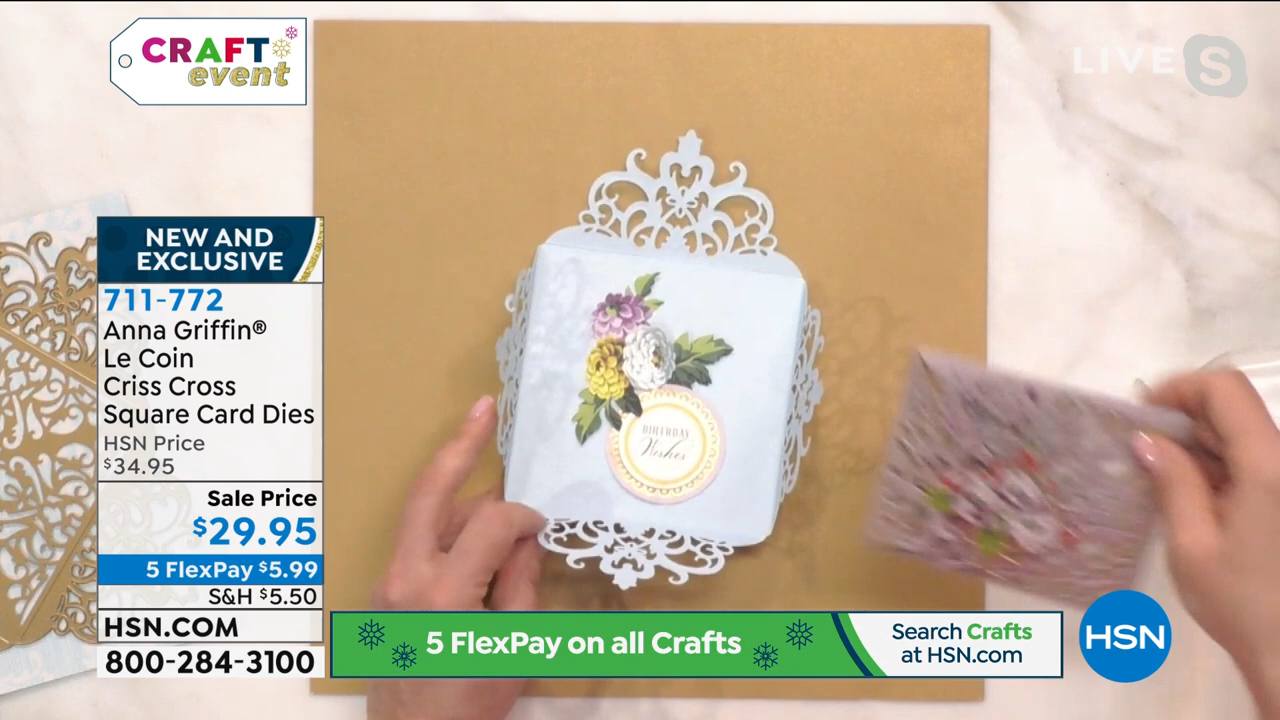 CRAFT
event
LIVE S
NEW AND
EXCLUSIVE
711-772
Anna Griffin®
Le Coin
Criss Cross
Square Card Dies
HSN Price
$34.95
Sale Price
$29.95
5 FlexPay $5.99
S&H $5.50
HSN.COM
800-284-3100
BIRTHDAY
Wishes
5 FlexPay on all Crafts
Search Crafts
at HSN.com
HSN